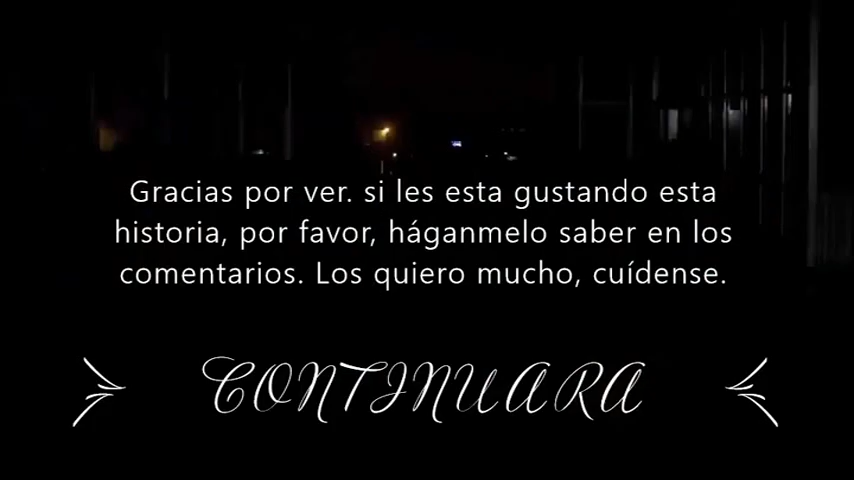 Gracias por ver. si les esta gustando esta
historia, por favor, háganmelo saber en los
comentarios. Los quiero mucho, cuídense.
CONTINUARA